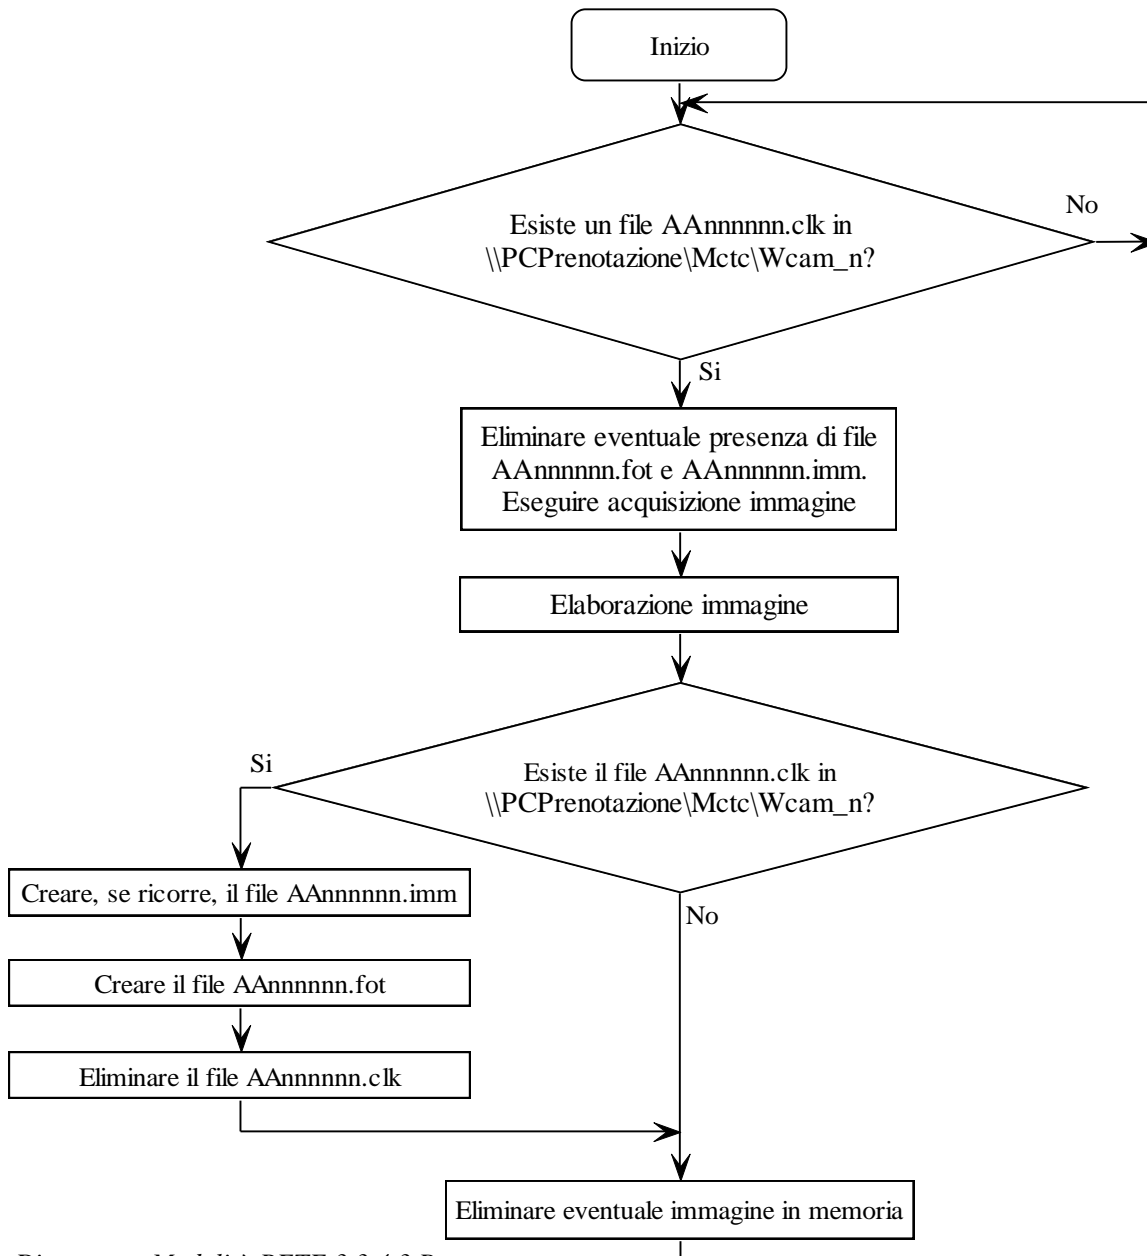 Inizio
Esiste un file AAnnnnnn.clk in
\\PCPrenotazione\Mctc\Wcam_n?
No
Si
Eliminare eventuale presenza di file
AAnnnnnn.fot e AAnnnnnn.imm.
Eseguire acquisizione immagine
Elaborazione immagine
Esiste il file AAnnnnnn.clk in
\\PCPrenotazione\Mctc\Wcam_n?
Si
Creare, se ricorre, il file AAnnnnnn.imm
No
Creare il file AAnnnnnn.fot
Eliminare il file AAnnnnnn.clk
Eliminare eventuale immagine in memoria